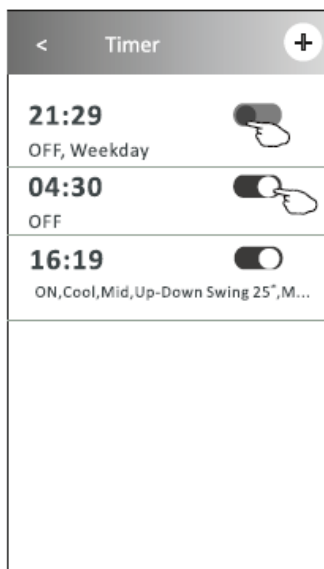 < Timer +
21:29
OFF, Weekday
04:30
OFF
16:19
ON,Cool,Mid,Up-Down Swing 25°,M...